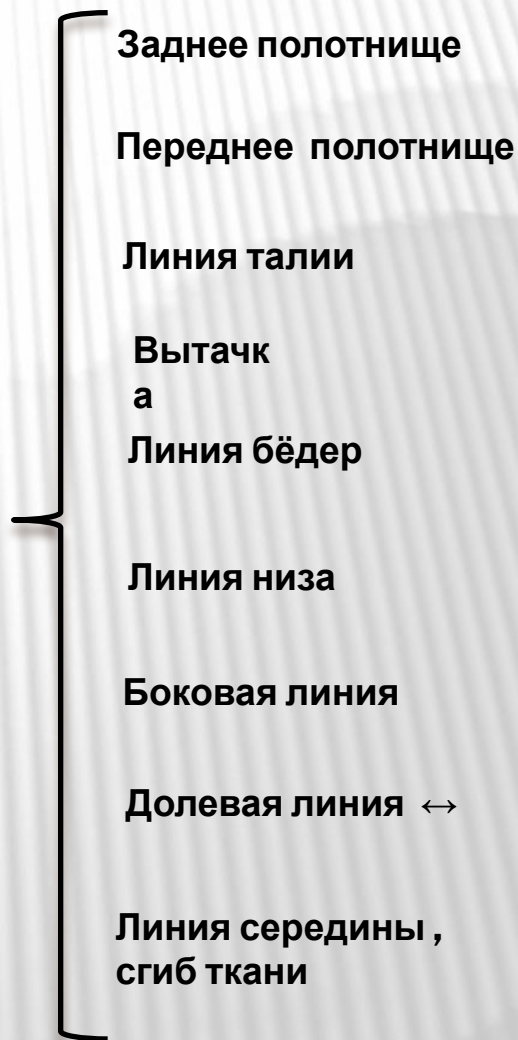 Заднее полотнище
Переднее полотнище
Линия талии
Вытачк
а
Линия бёдер
Линия низа
Боковая линия
Долевая линия ↔
Линия середины ,
сгиб ткани